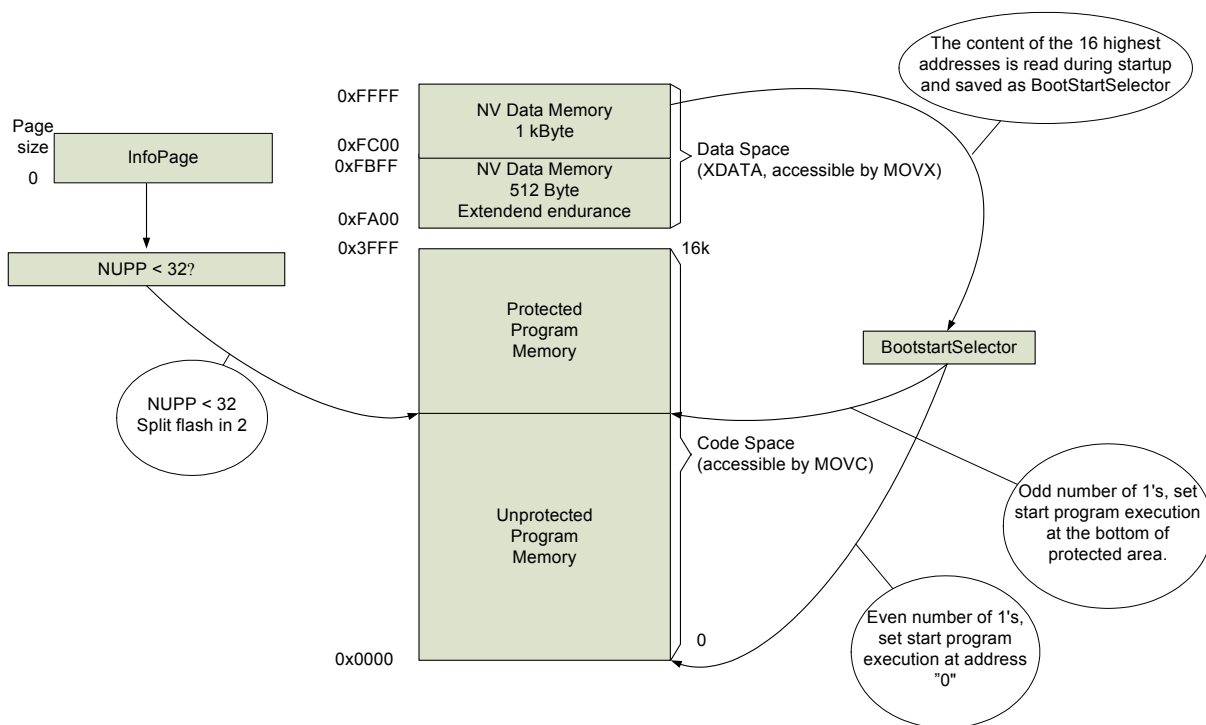 The content of the 16 highest
addresses is read during startup
and saved as BootStartSelector
Page
size
0
InfoPage
NUPP < 32?
NUPP < 32
Split flash in 2
0xFFFF
0xFC00
0xFBFF
0xFA00
0x3FFF
0x0000
NV Data Memory
1 kByte
NV Data Memory
512 Byte
Extendend endurance
Data Space
(XDATA, accessible by MOVX)
16k
Protected
Program
Memory
Unprotected
Program
Memory
Code Space
(accessible by MOVC)
0
BootstartSelector
Odd number of 1's, set
start program execution
at the bottom of
protected area.
Even number of 1's,
set start program
execution at address
"0"